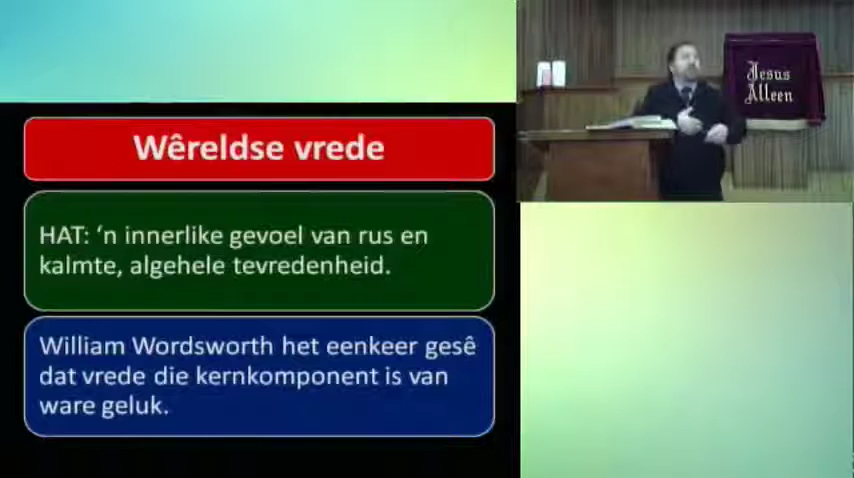 Wêreldse vrede
HAT: ‘n innerlike gevoel van rus en
kalmte, algehele tevredenheid.
William Wordsworth het eenkeer gesê
dat vrede die kernkomponent is van
ware geluk.
Jesus
Alleen